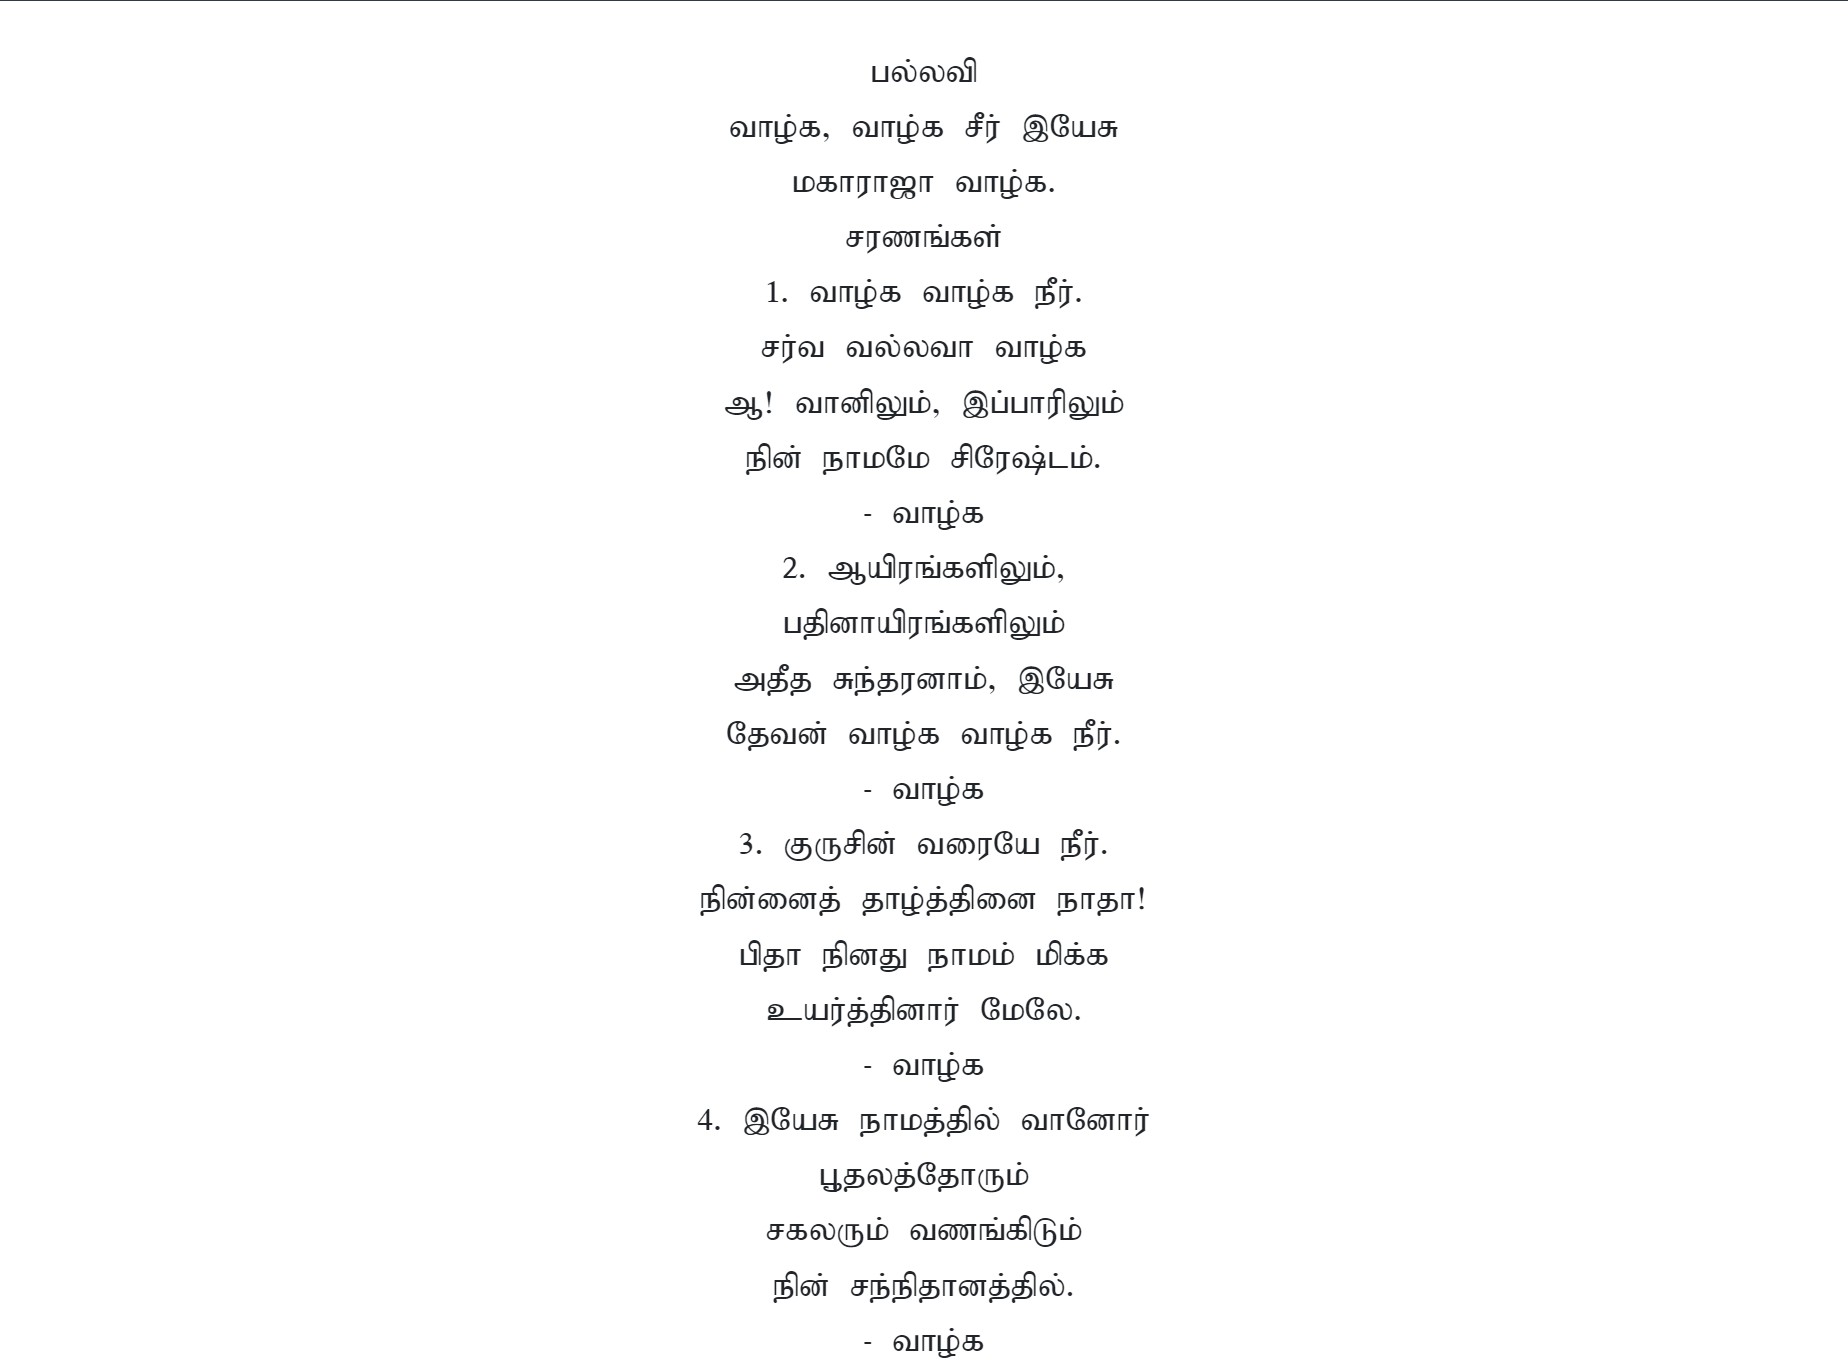 பல்லவி
வாழ்க, வாழ்க சீர் இயேசு
மகாராஜா வாழ்க.
சரணங்கள்
1. வாழ்க வாழ்க நீர்.
சர்வ வல்லவா வாழ்க
ஆ! வானிலும், இப்பாரிலும்
நின் நாமமே சிரேஷ்டம்.
- வாழ்க
2. ஆயிரங்களிலும்,
பதினாயிரங்களிலும்
அதீத சுந்தரனாம், இயேசு
தேவன் வாழ்க வாழ்க நீர்.
- வாழ்க
3. குருசின் வரையே நீர்.
நின்னைத் தாழ்த்தினை நாதா!
பிதா நினது நாமம் மிக்க
உயர்த்தினார் மேலே.
- வாழ்க
4. இயேசு நாமத்தில் வானோர்
பூதலத்தோரும்
சகலரும் வணங்கிடும்
நின் சந்நிதானத்தில்.
- வாழ்க